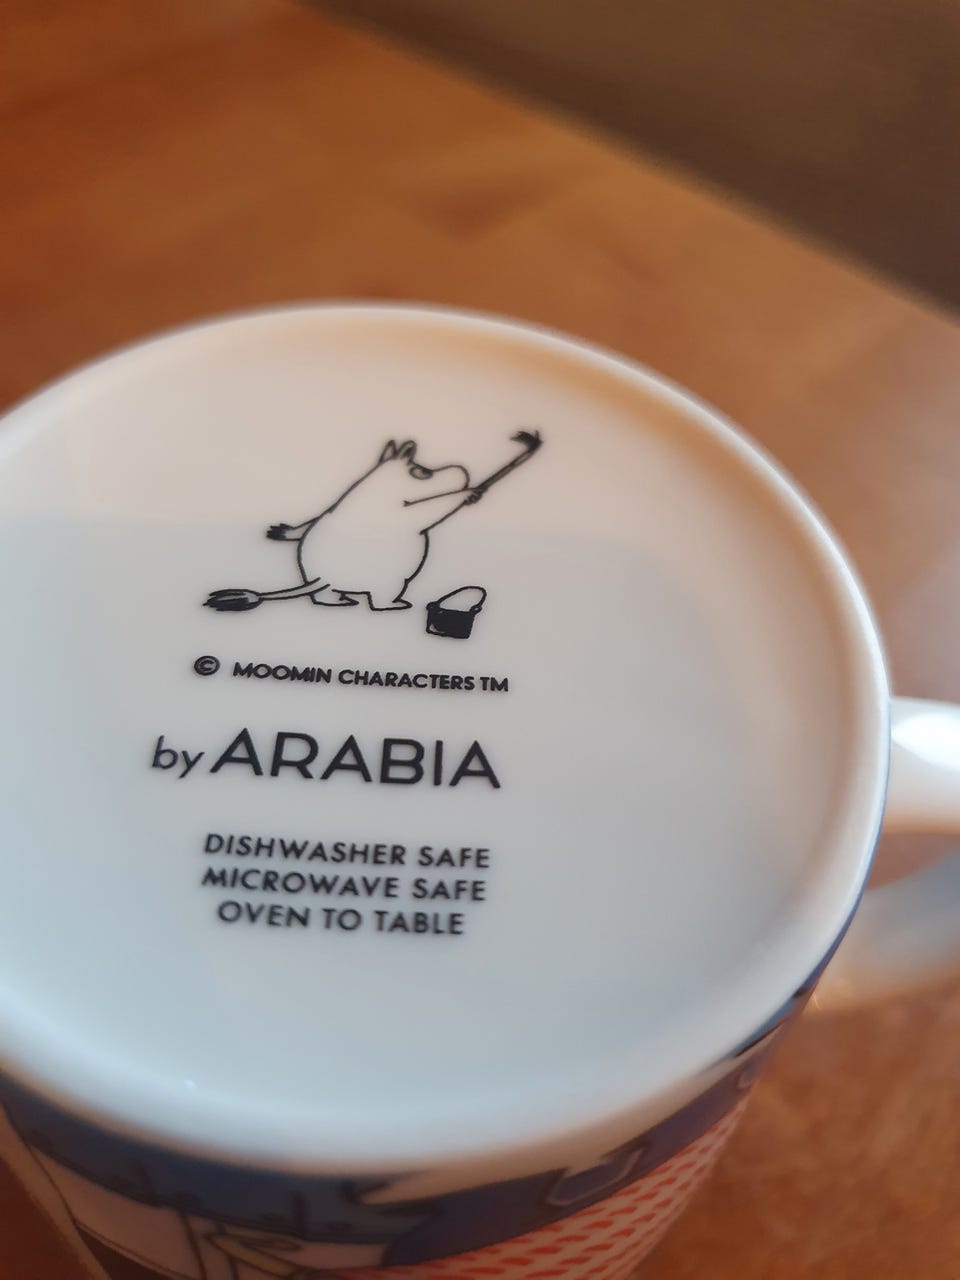 © MOOMIN CHARACTERS TM
by ARABIA
DISHWASHER SAFE
MICROWAVE SAFE
OVEN TO TABLE